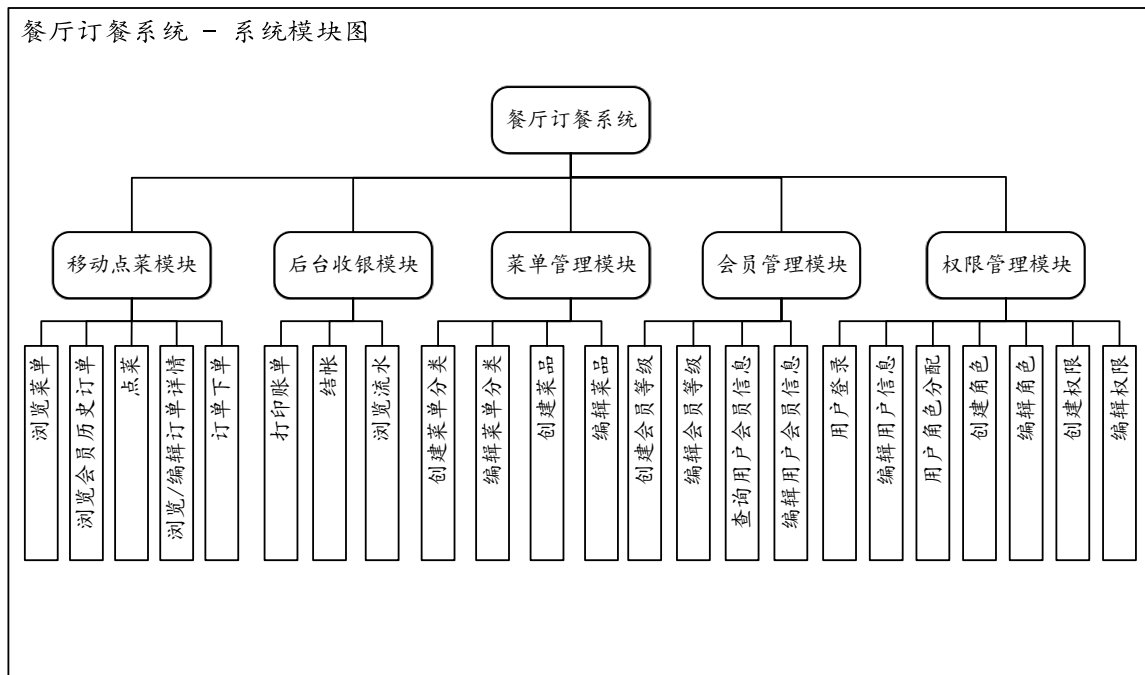 餐厅订餐系统 - 系统模块图
餐厅订餐系统
移动点菜模块
后台收银模块
菜单管理模块
会员管理模块
权限管理模块
浏览菜单
浏览会员历史订单
点菜
浏览/编辑订单详情
订单下单
打印账单
结帐
浏览流水
创建菜单分类
编辑菜单分类
创建菜品
编辑菜品
创建会员等级
编辑会员等级
查询用户会员信息
编辑用户会员信息
用户登录
编辑用户信息
用户角色分配
创建角色
编辑角色
创建权限
编辑权限